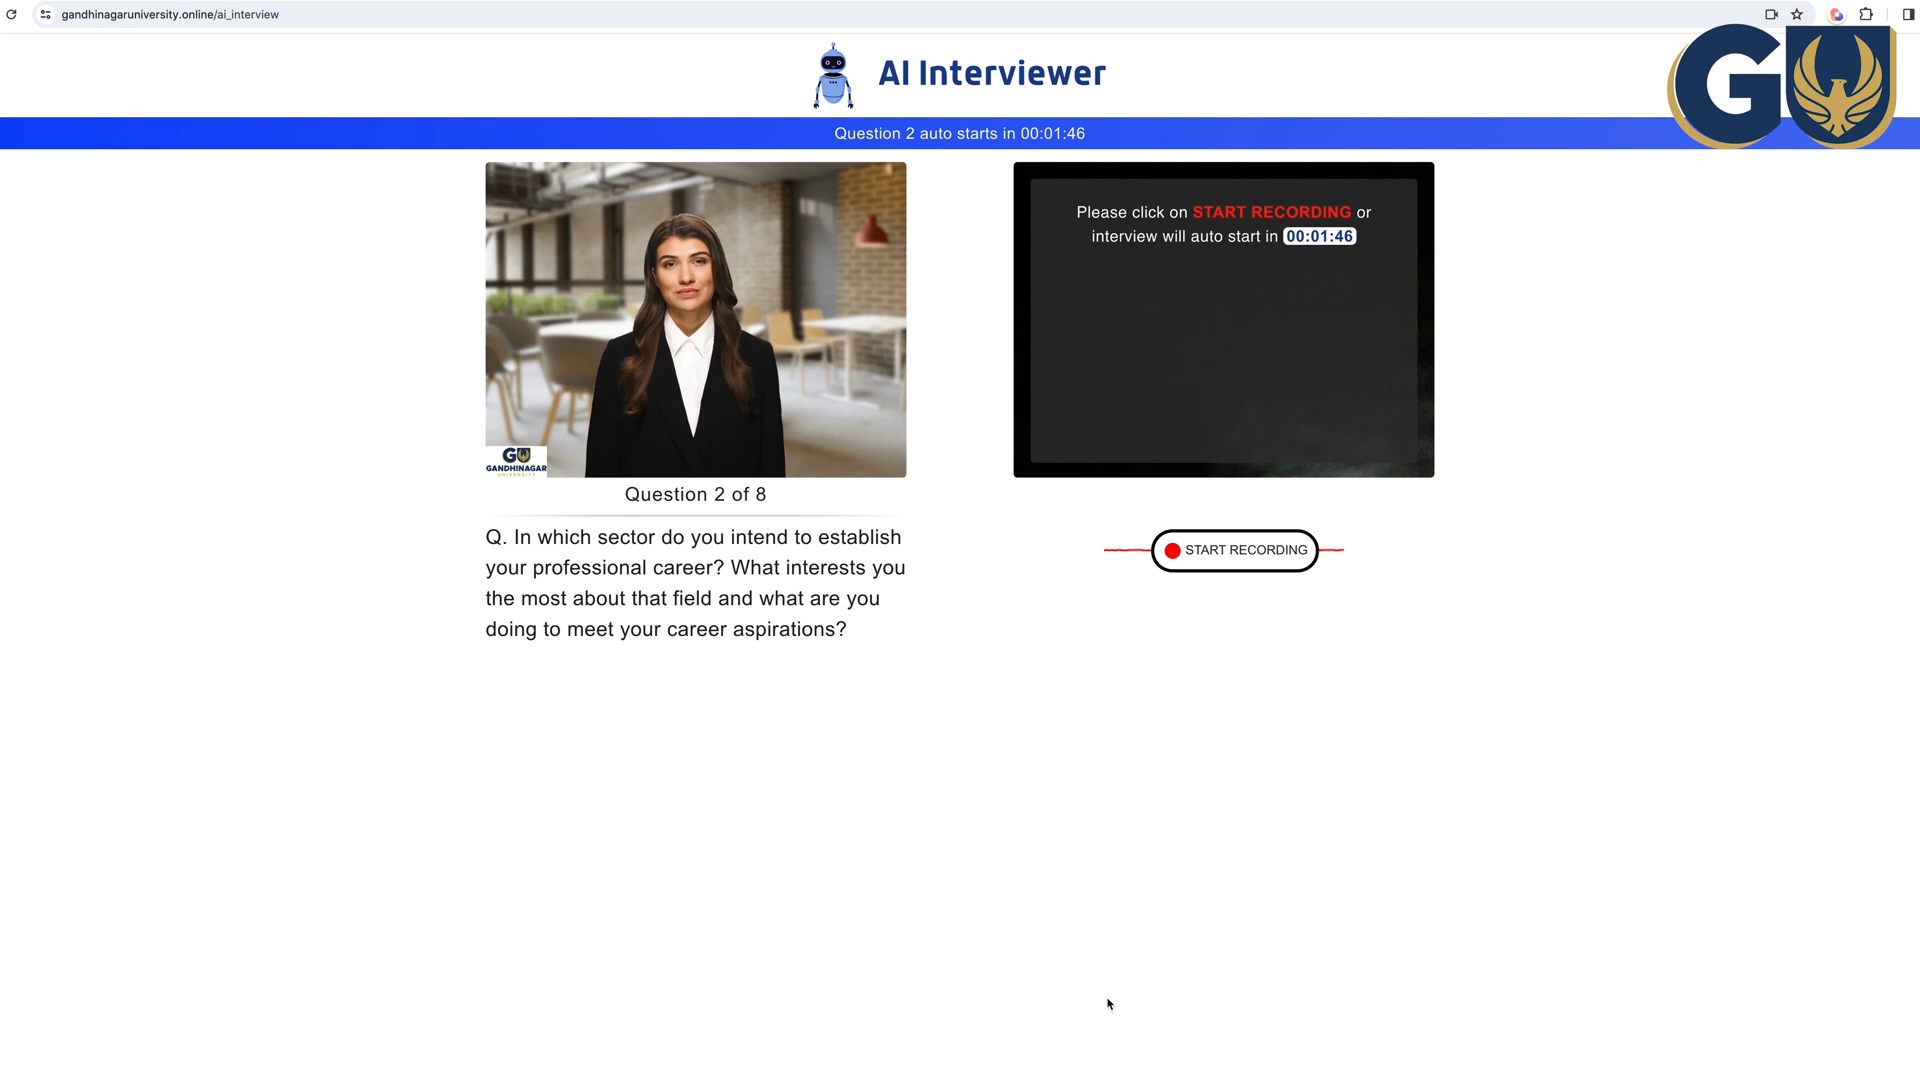 gandhinagaruniversity.online/ai_interview
AI Interviewer
GU
Question 2 auto starts in 00:01:46
Please click on START RECORDING or
interview will auto start in 00:01:46
GU
GANDHINAGAR
UNIVERSITY
Question 2 of 8
Q. In which sector do you intend to establish
your professional career? What interests you
the most about that field and what are you
doing to meet your career aspirations?
START RECORDING